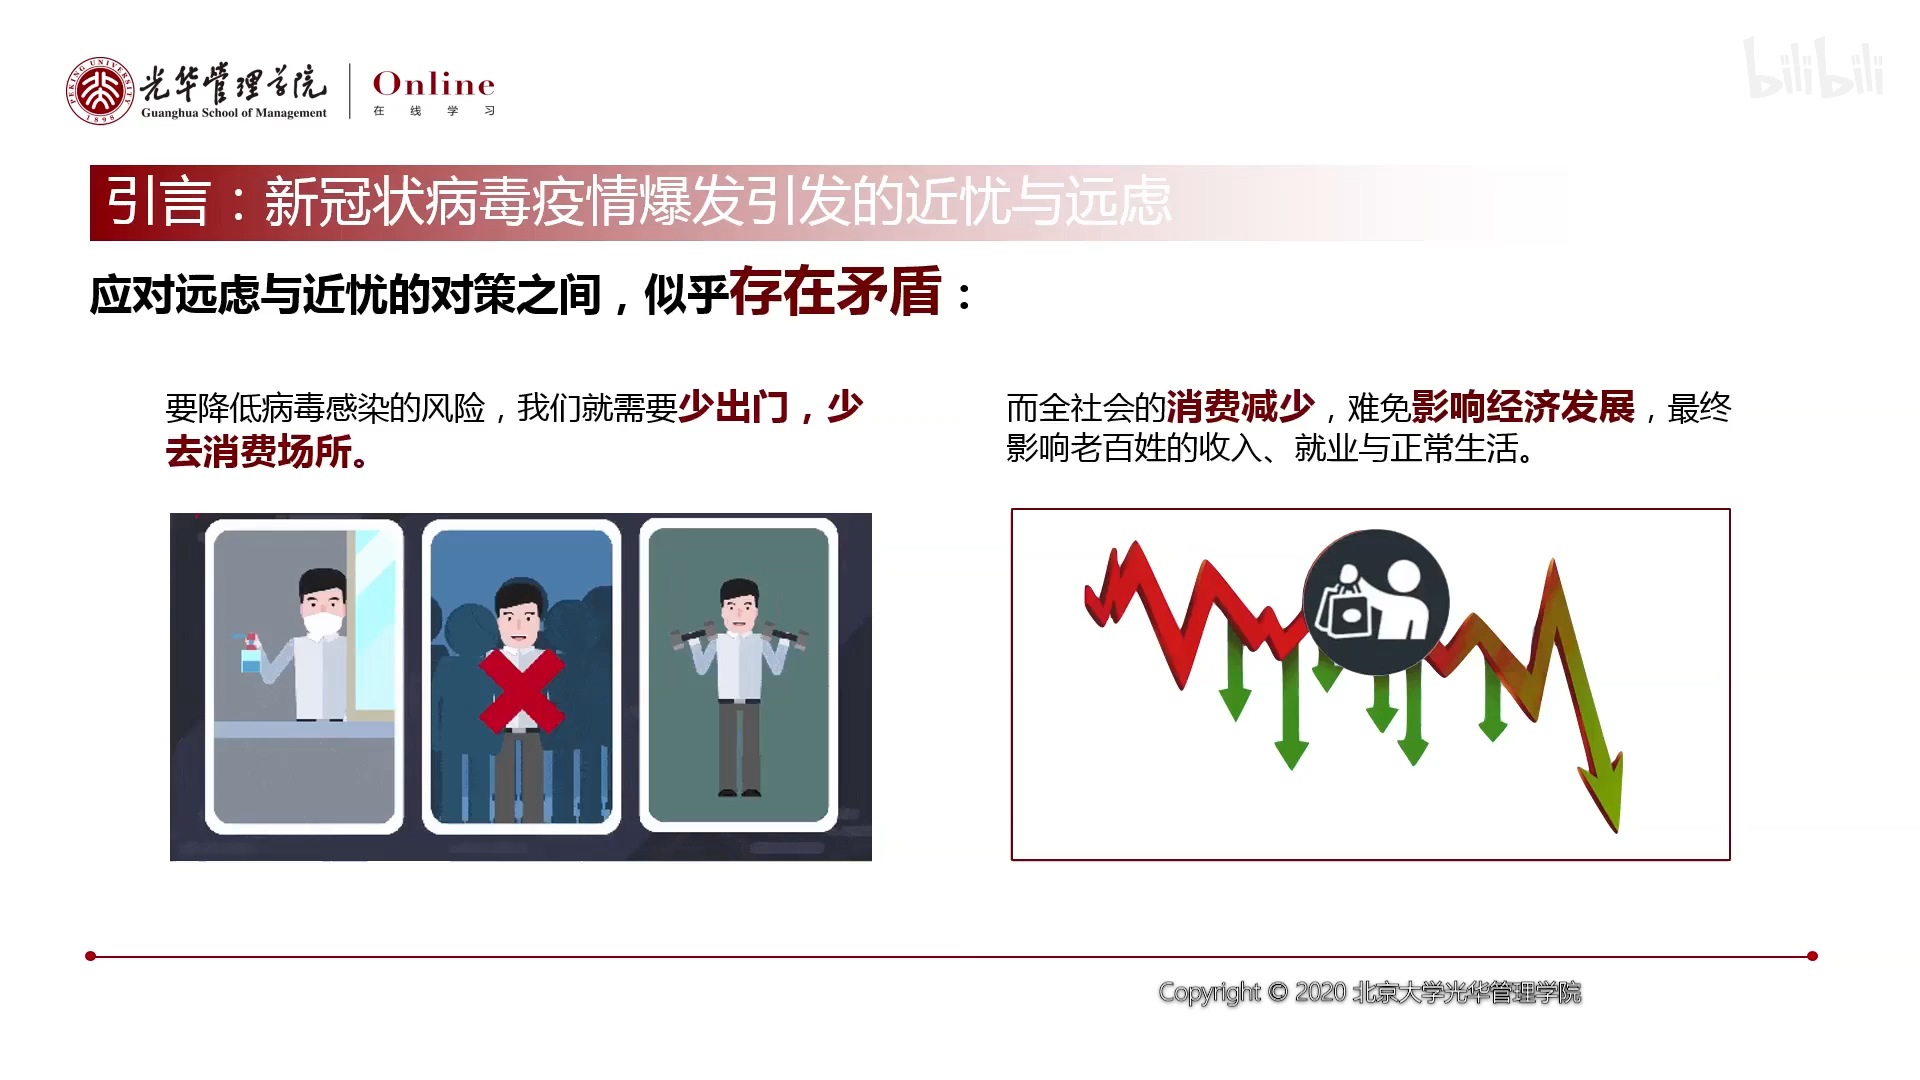 PEKING UNIVERSITY
1898
光华管理学院
Guanghua School of Management
Online
在线学习
bilibili
引言：新冠状病毒疫情爆发引发的近忧与远虑
应对远虑与近忧的对策之间，似乎存在矛盾：
要降低病毒感染的风险，我们就需要少出门，少
去消费场所。
而全社会的消费减少，难免影响经济发展，最终
影响老百姓的收入、就业与正常生活。
Copyright © 2020 北京大学光华管理学院